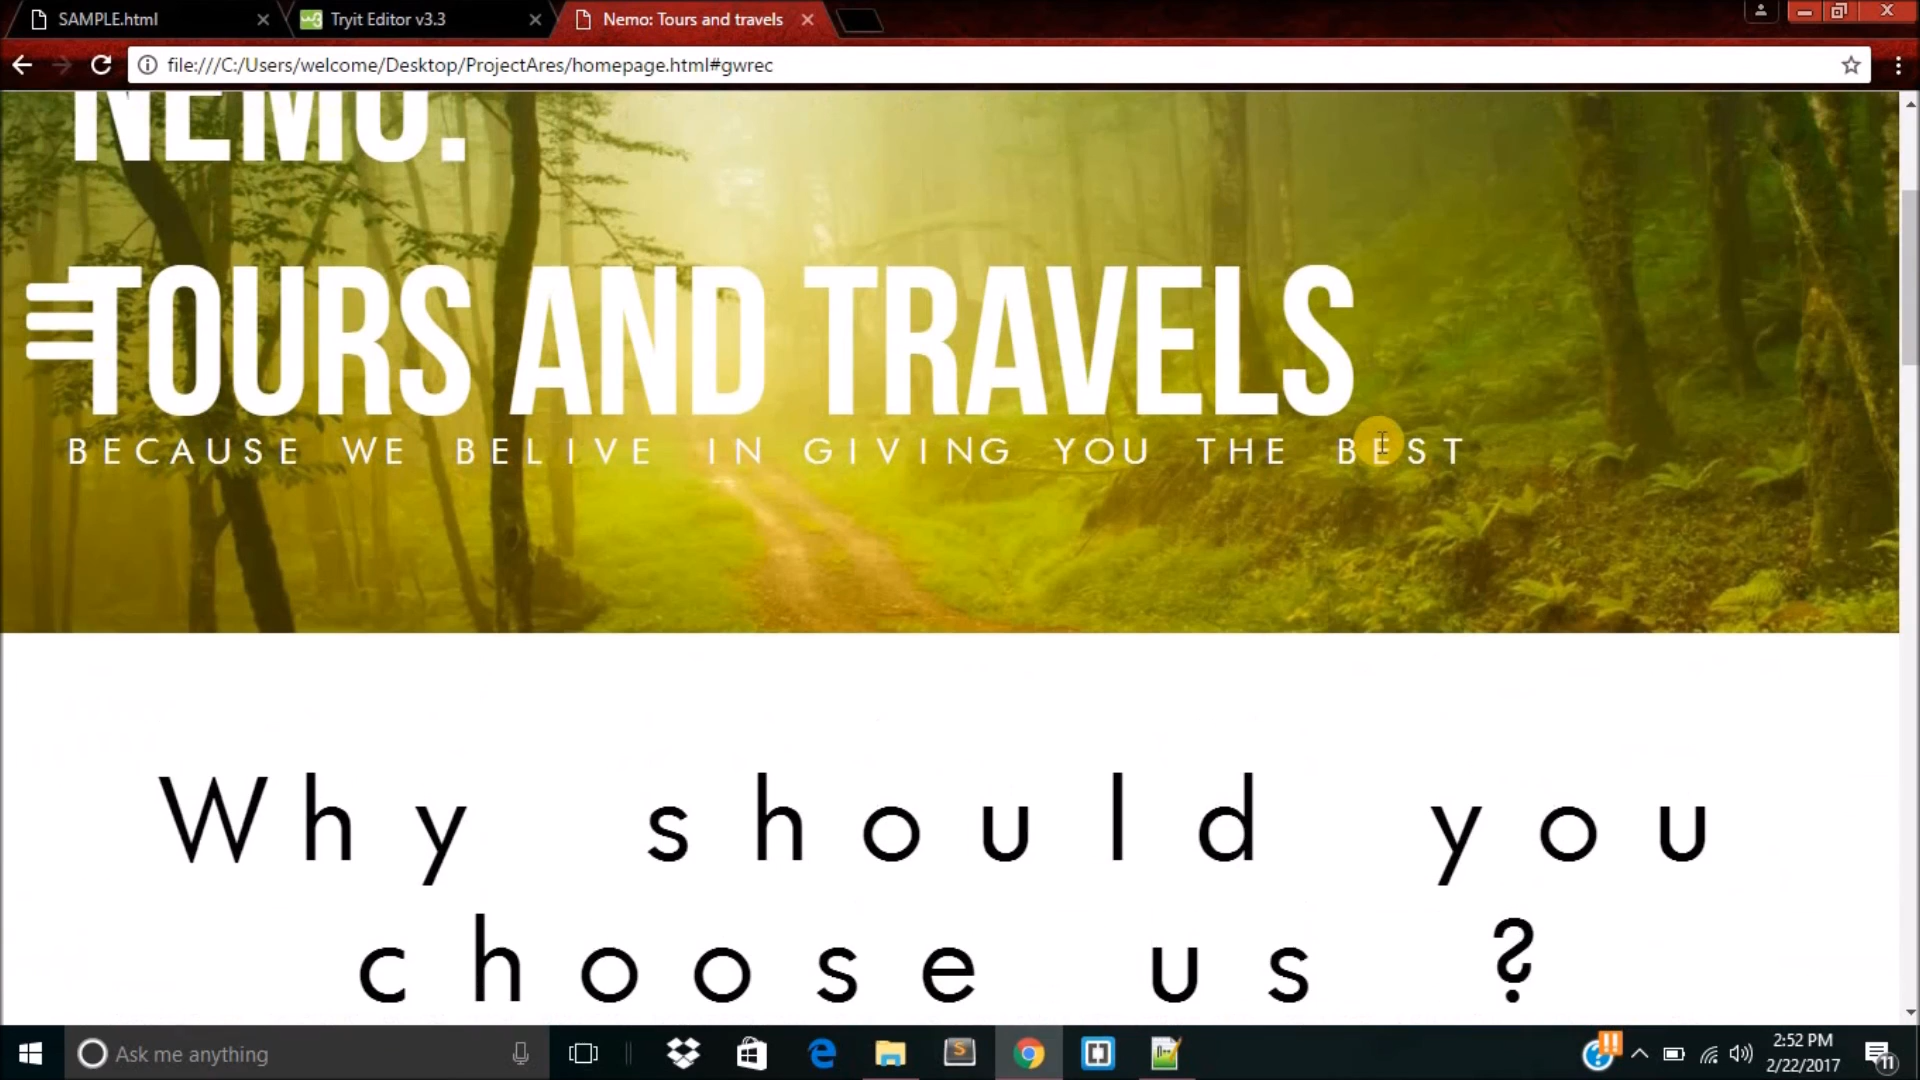 SAMPLE.html
Tryit Editor v3.3
Nemo: Tours and travels
file:///C:/Users/welcome/Desktop/ProjectAres/homepage.html#gwrec
NEMO.
TOURS AND TRAVELS
BECAUSE WE BELIVE IN GIVING YOU THE BEST
Why should you
choose us ?
Ask me anything
2:52 PM
2/22/2017
11